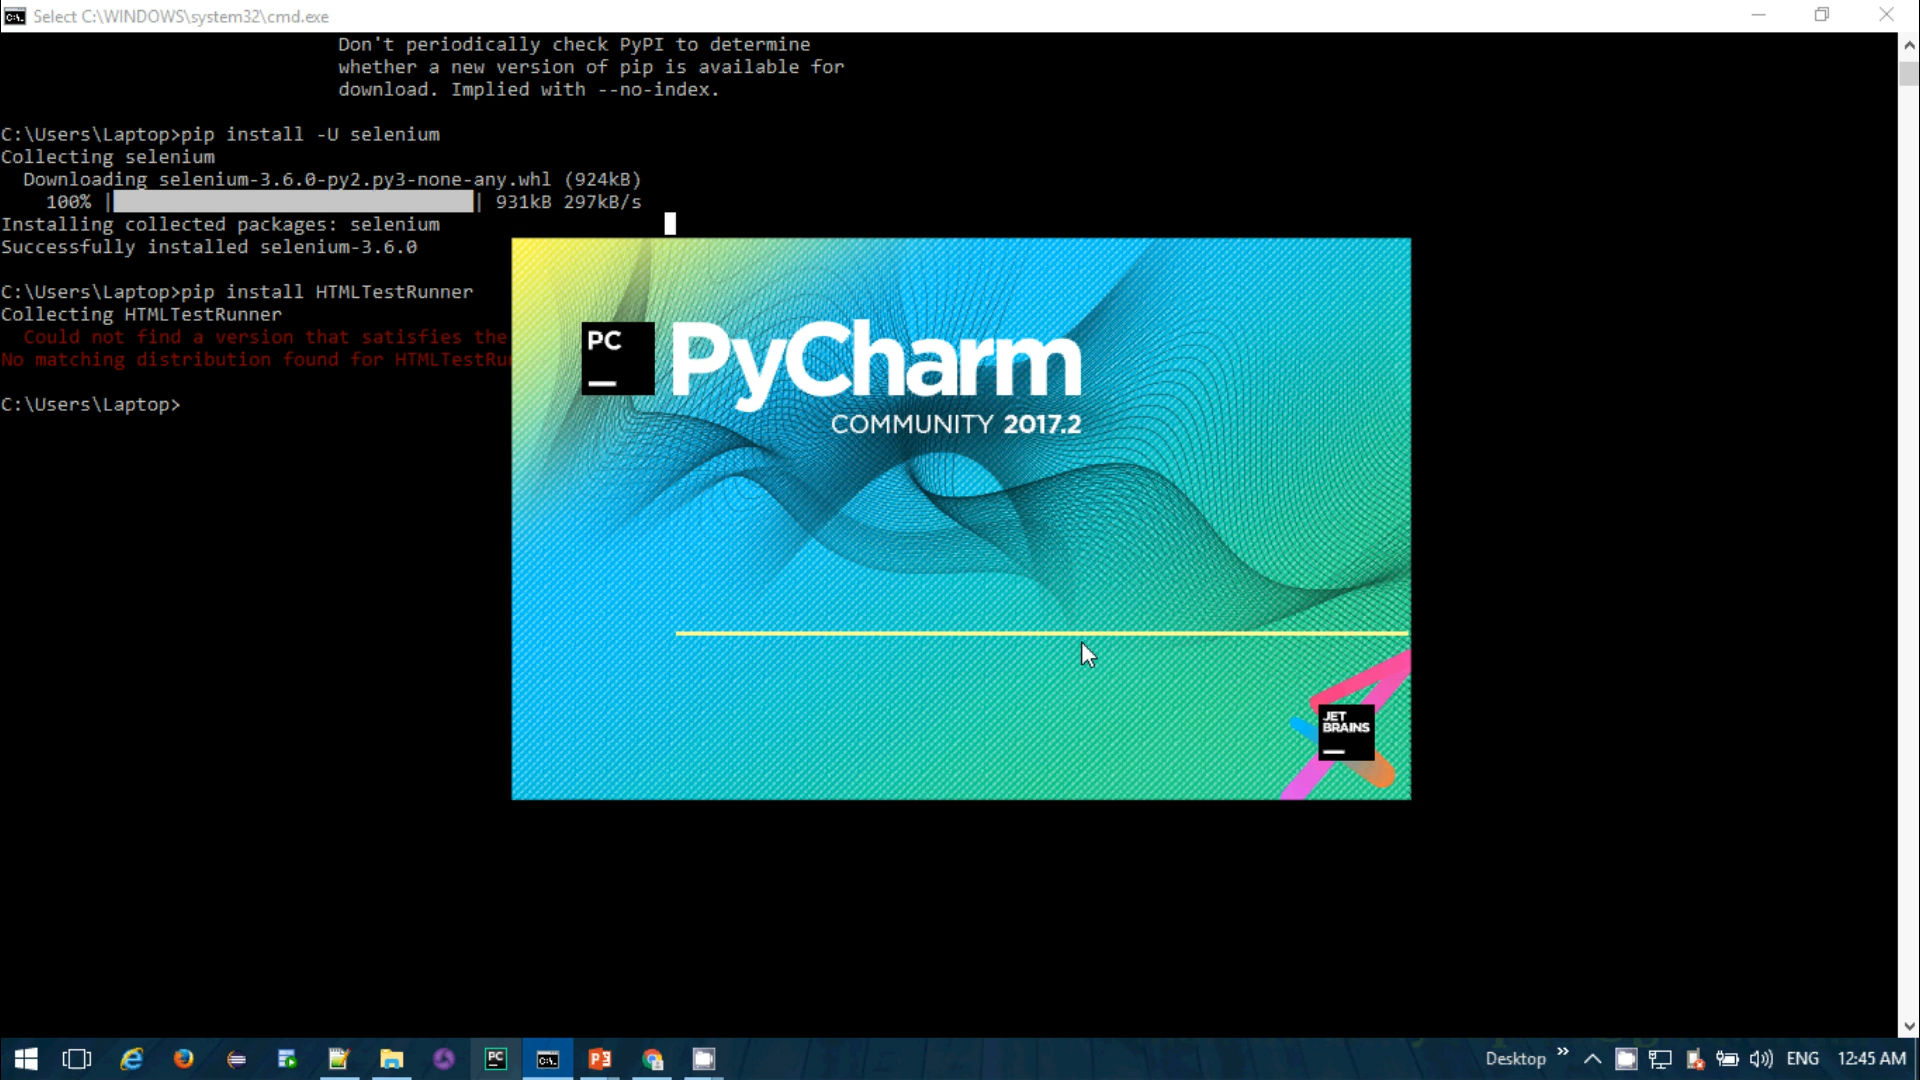 Select C:\WINDOWS\system32\cmd.exe
Don't periodically check PyPI to determine
whether a new version of pip is available for
download. Implied with --no-index.
C:\Users\Laptop>pip install -U selenium
Collecting selenium
Downloading selenium-3.6.0-py2.py3-none-any.whl (924kB)
100% | | 931kB 297kB/s
Installing collected packages: selenium
Successfully installed selenium-3.6.0
C:\Users\Laptop>pip install HTMLTestRunner
Collecting HTMLTestRunner
Could not find a version that satisfies the
No matching distribution found for HTMLTestRu
C:\Users\Laptop>
PC
PyCharm
COMMUNITY 2017.2
JET
BRAINS
Desktop
ENG
12:45 AM